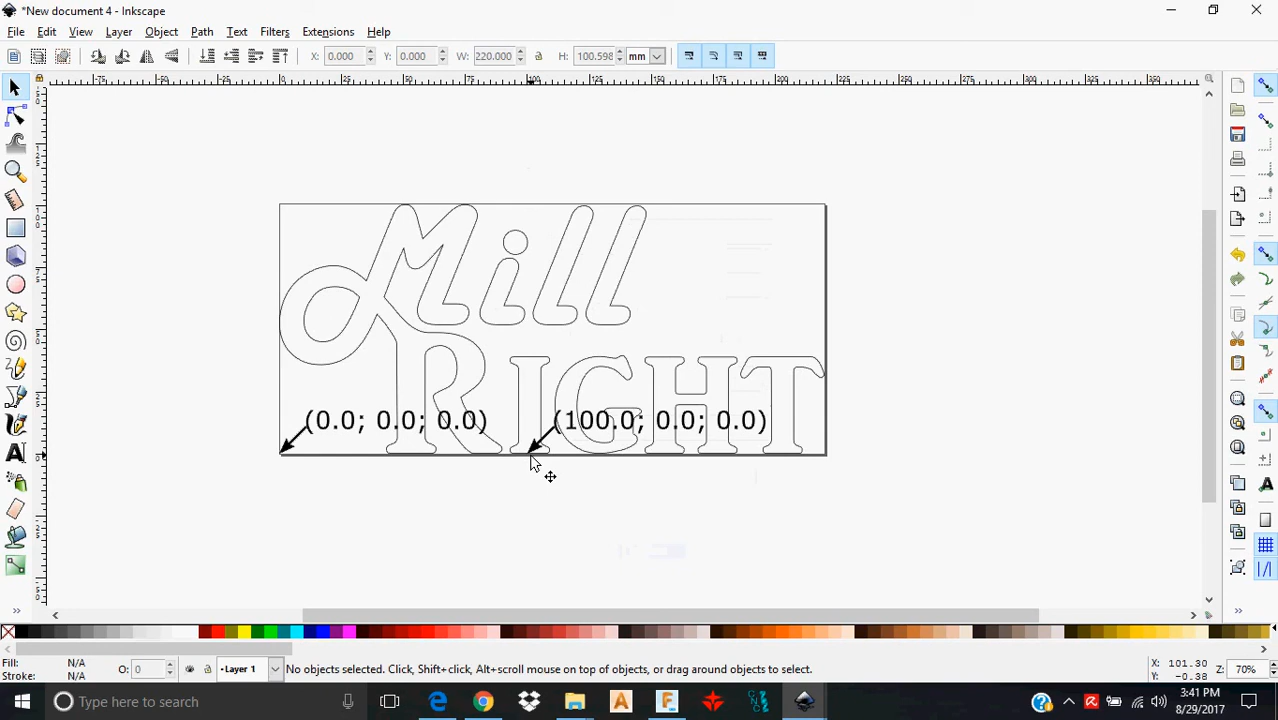 *New document 4 - Inkscape
File Edit View Layer Object Path Text Filters Extensions Help
X: 0.000 Y: 0.000 W: 220.000 H: 100.598 mm
Mill
RIGHT
(0.0; 0.0; 0.0) (100.0; 0.0; 0.0)
Fill: N/A O: 0 Layer 1 No objects selected. Click, Shift+click, Alt+scroll mouse on top of objects, or drag around objects to select. X: 101.30 Z: 70%
Stroke: N/A Y: -0.38
Type here to search 3:41 PM
8/29/2017